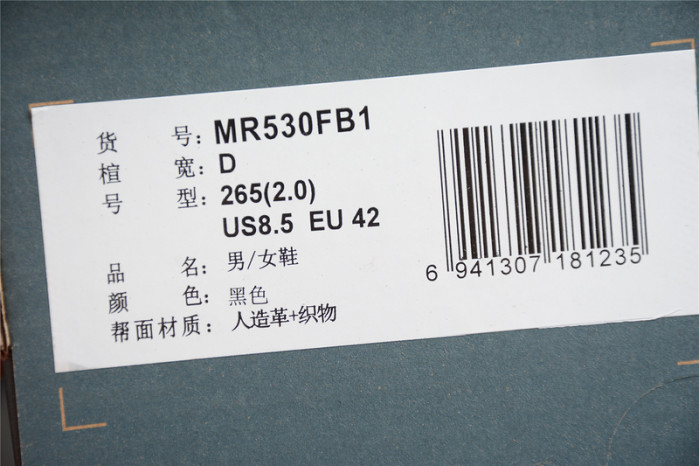 货 号: MR530FB1
楦 宽: D
号 型: 265(2.0)
US8.5 EU 42
品 名: 男/女鞋
颜 色: 黑色
帮面材质: 人造革+织物
6 941307 181235